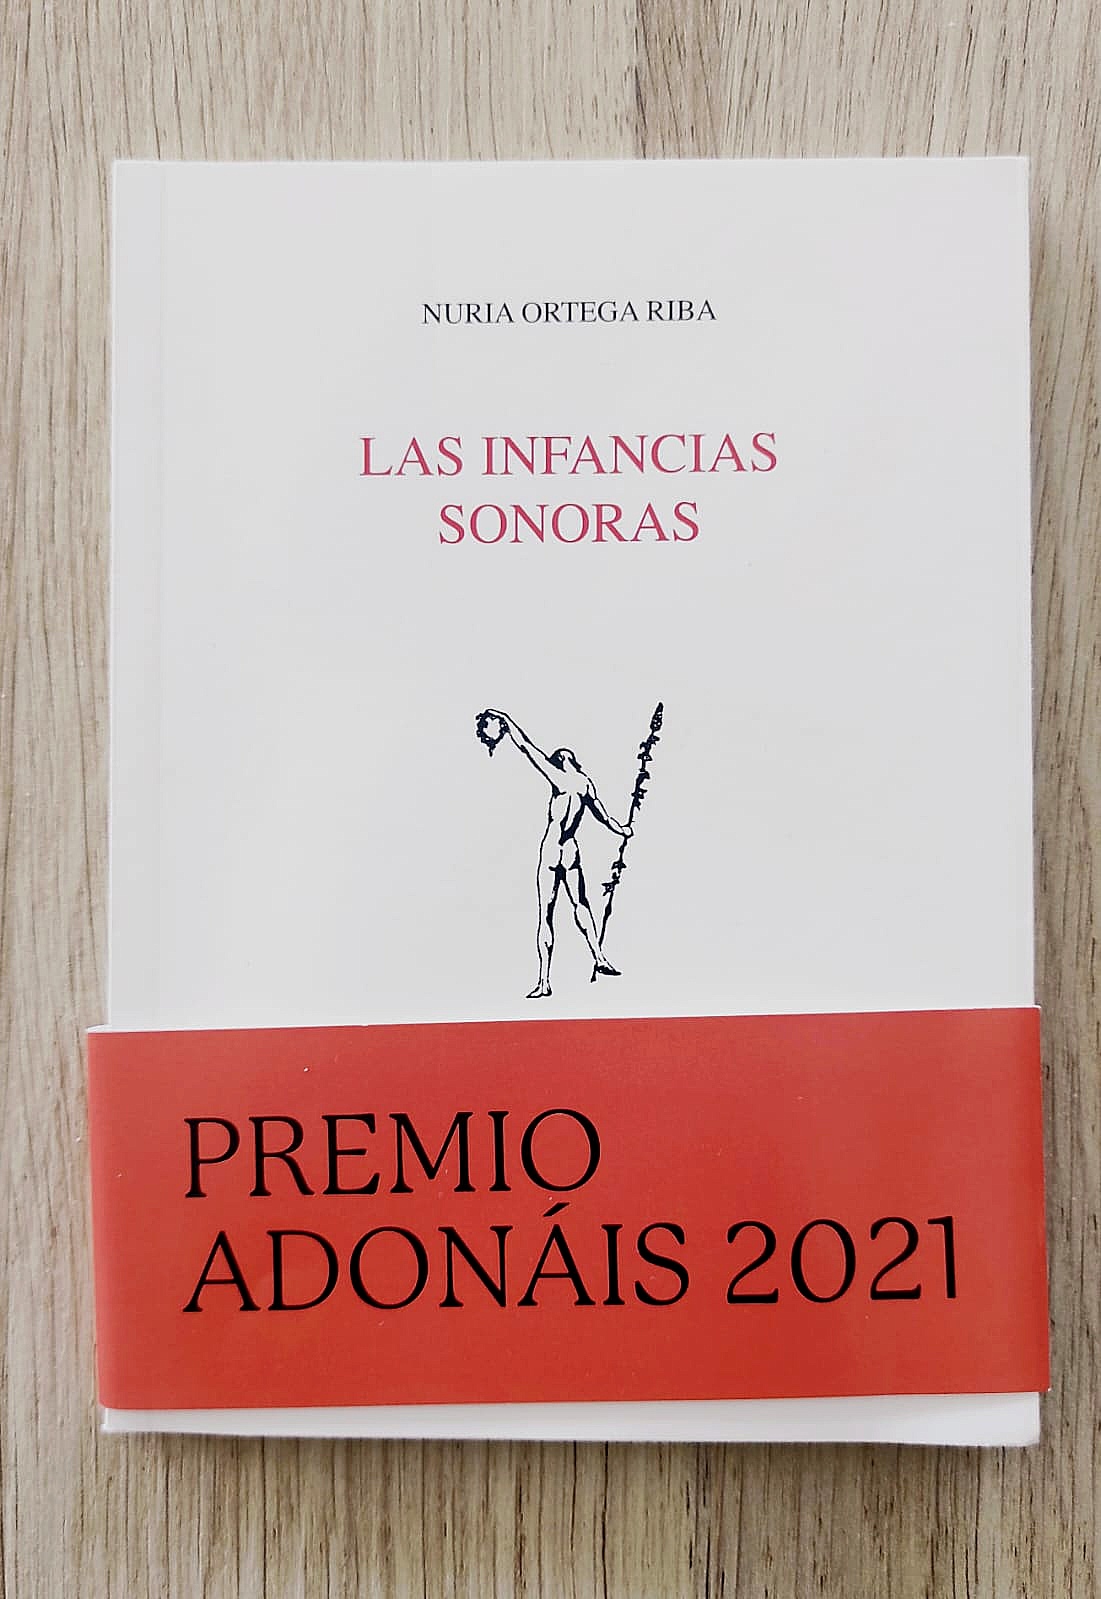 NURIA ORTEGA RIBA
LAS INFANCIAS
SONORAS
PREMIO
ADONÁIS 2021